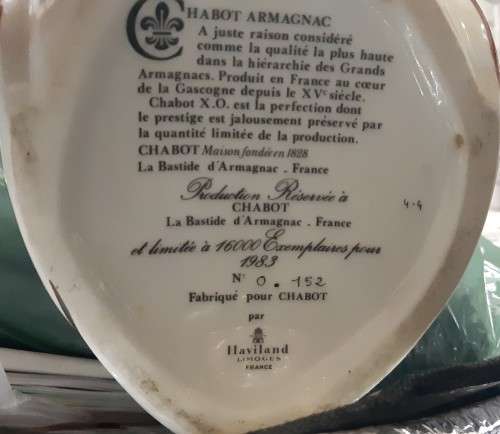 CHABOT ARMAGNAC
A juste raison considéré
comme la qualité la plus haute
dans la hiérarchie des Grands
Armagnacs. Produit en France au cœur
de la Gascogne depuis le XVe siècle.
Chabot X.O. est la perfection dont
le prestige est jalousement préservé par
la quantité limitée de la production.
CHABOT Maison fondée en 1828
La Bastide d'Armagnac - France
Production Réservée à
CHABOT
La Bastide d'Armagnac - France
et limitée à 16000 Exemplaires pour
1983
N° 0.152
4-4
Fabriqué pour CHABOT
par
Haviland
LIMOGES
FRANCE